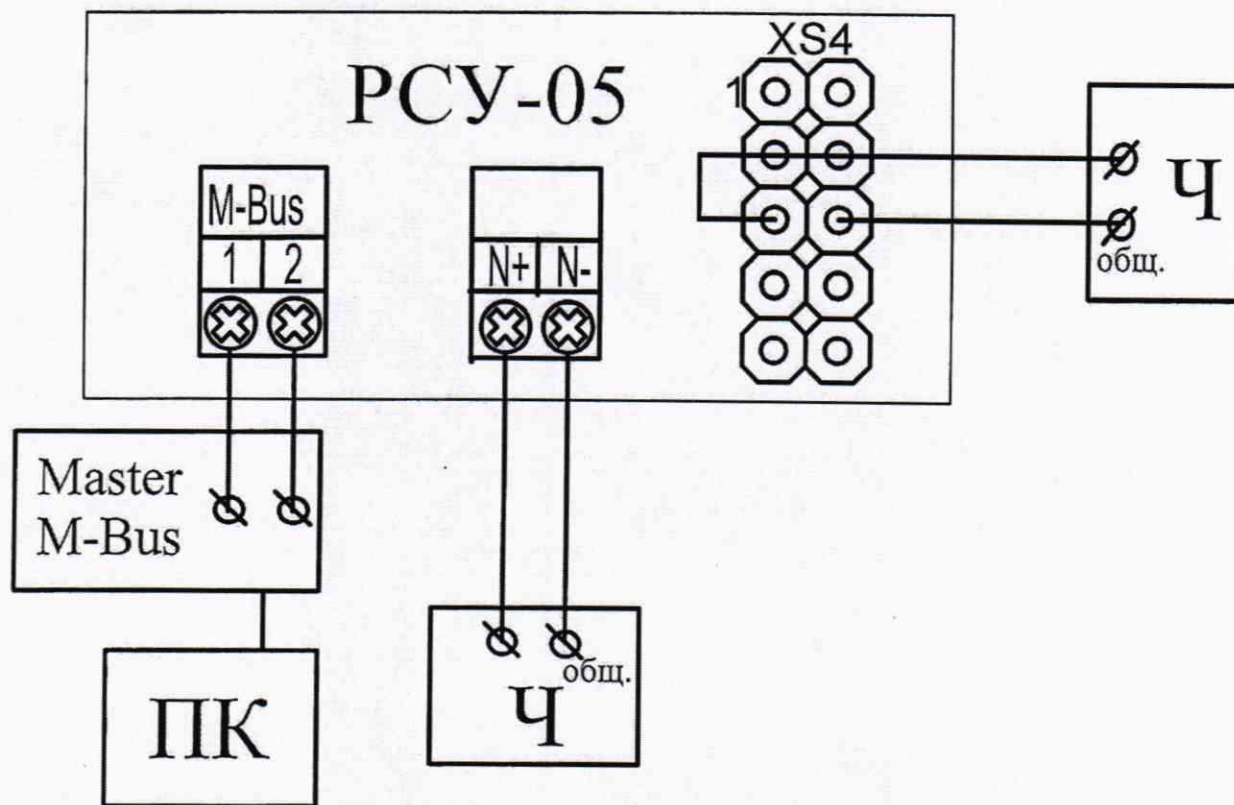 XS4
РСУ-05
1
Ч
общ.
M-Bus
1 2
N+ N-
Master
M-Bus
общ.
Ч
ПК